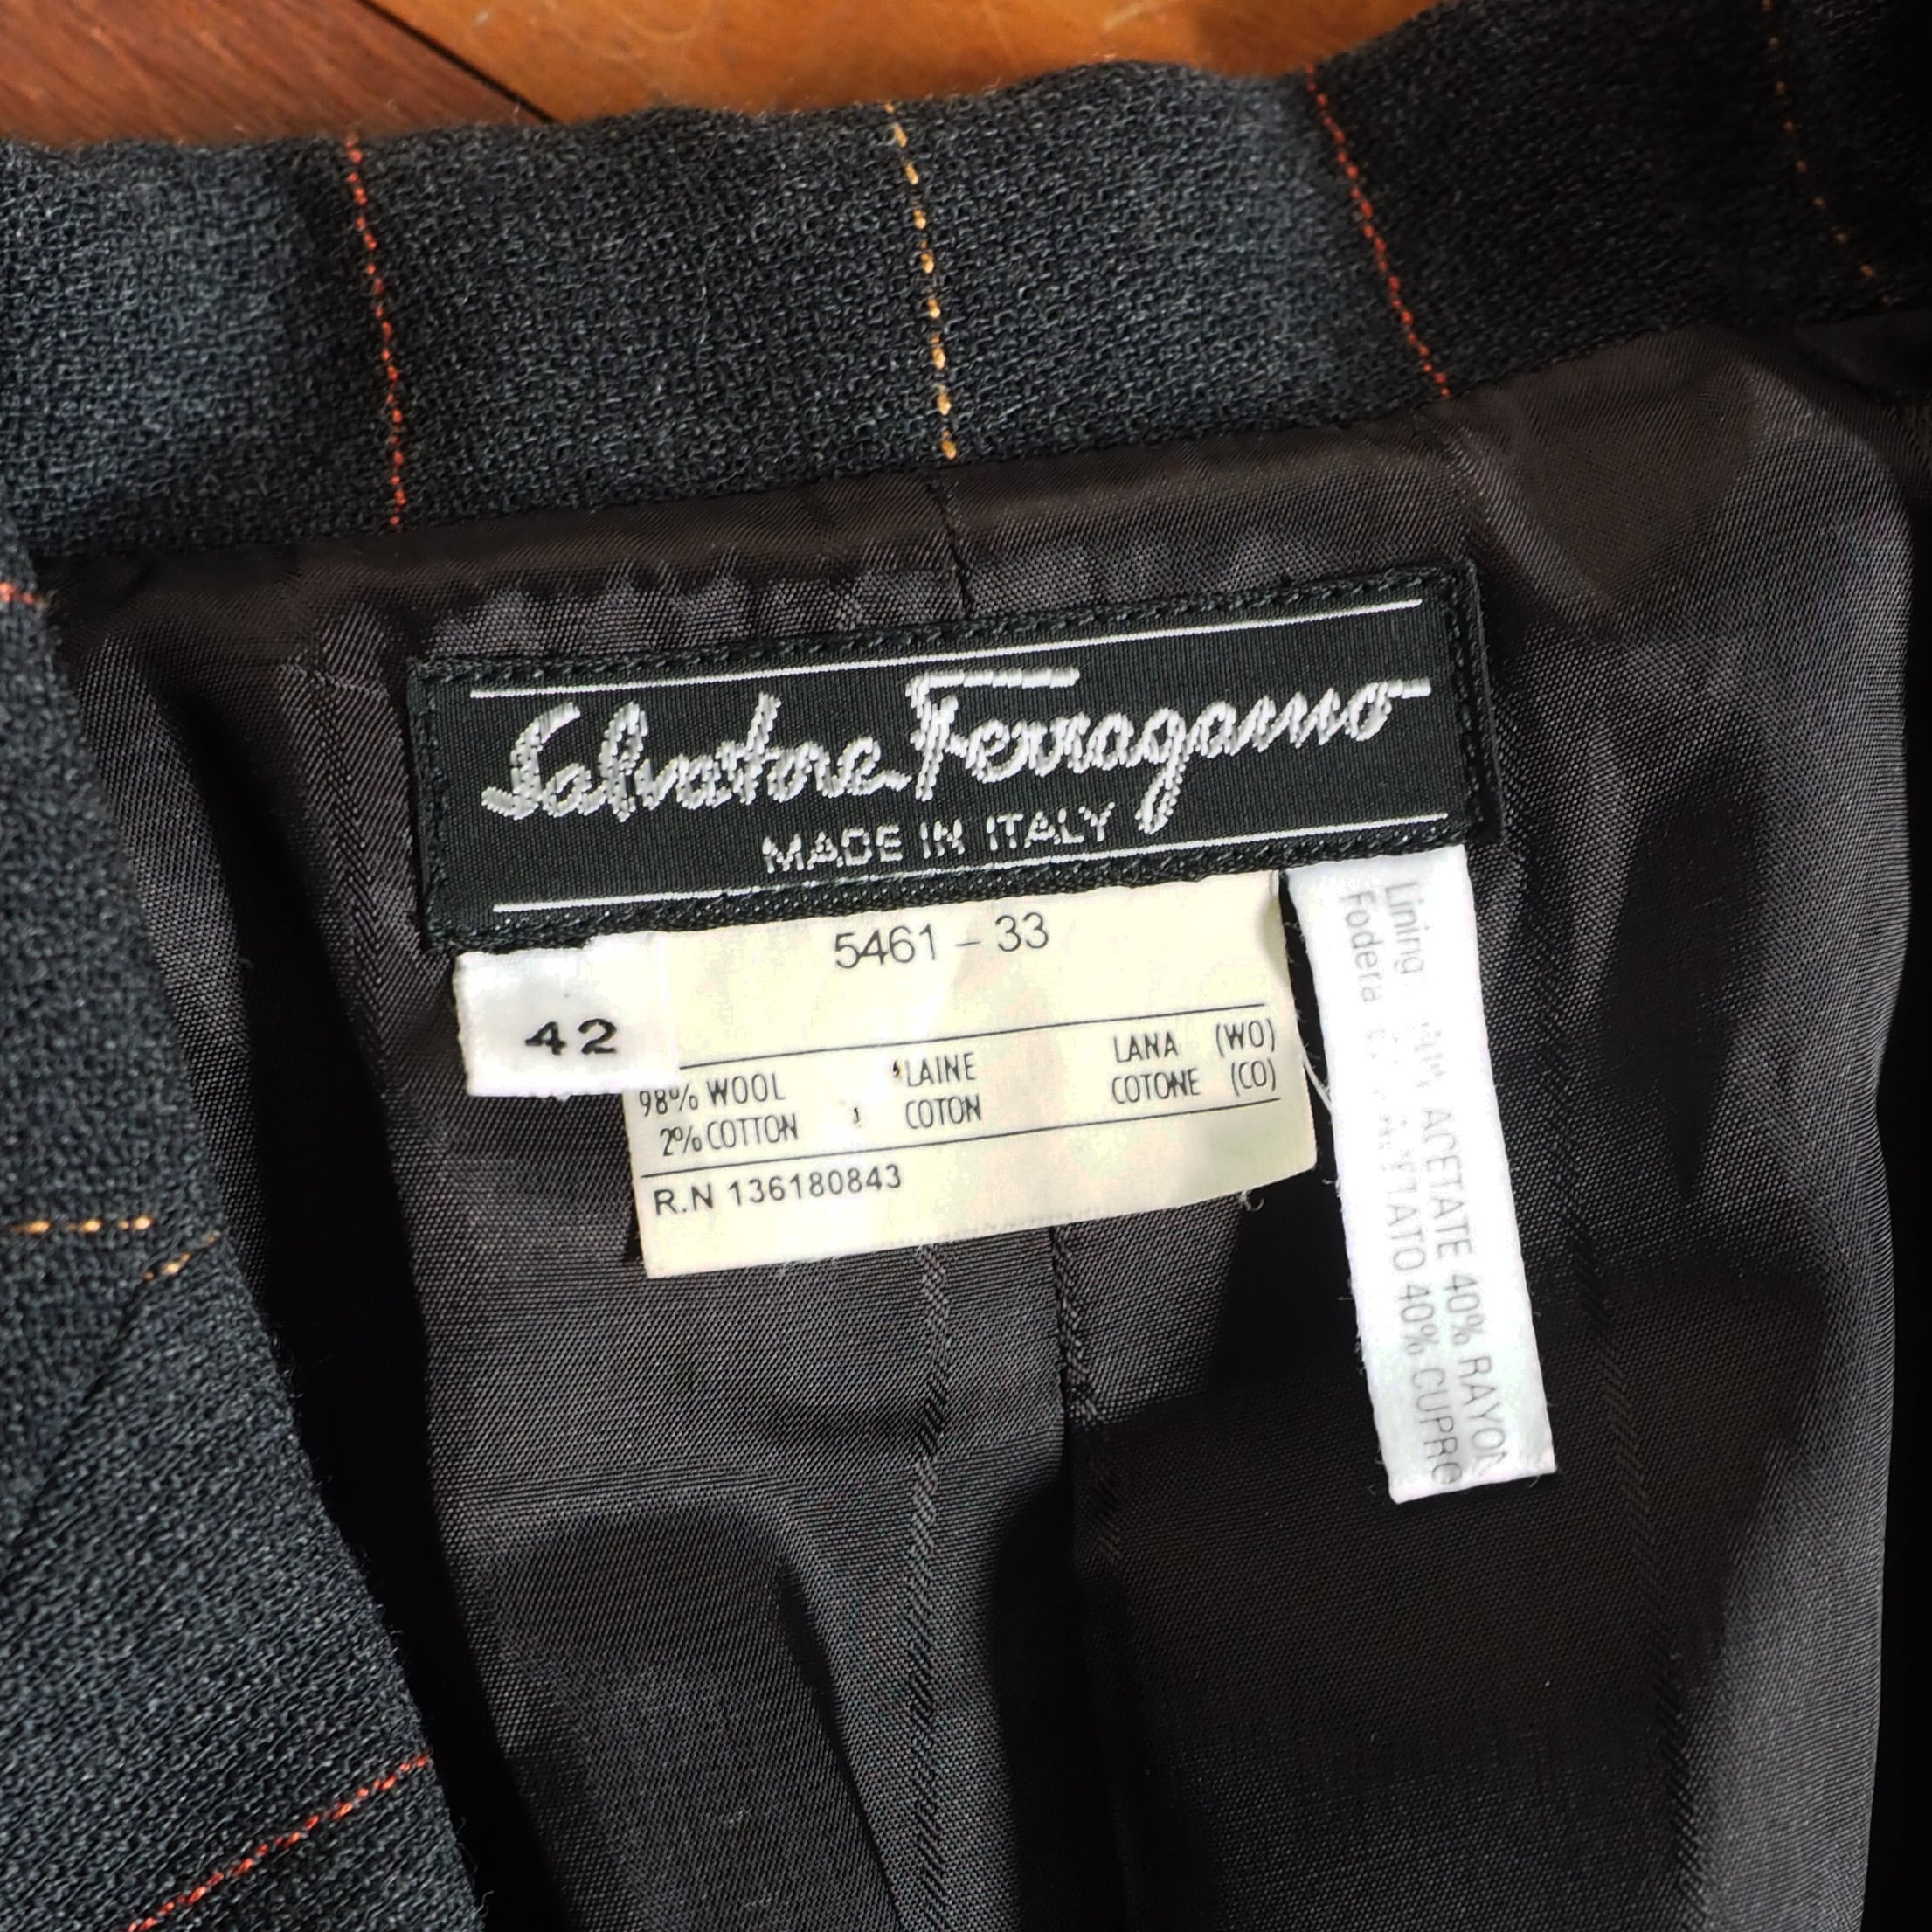 Salvatore Ferragamo
MADE IN ITALY
5461 - 33
42
98% WOOL LAINE LANA (WO)
2% COTTON COTON COTONE (CO)
R.N 136180843
Lining ACETATE 40% RAYON
Fodera 40% CUPRO